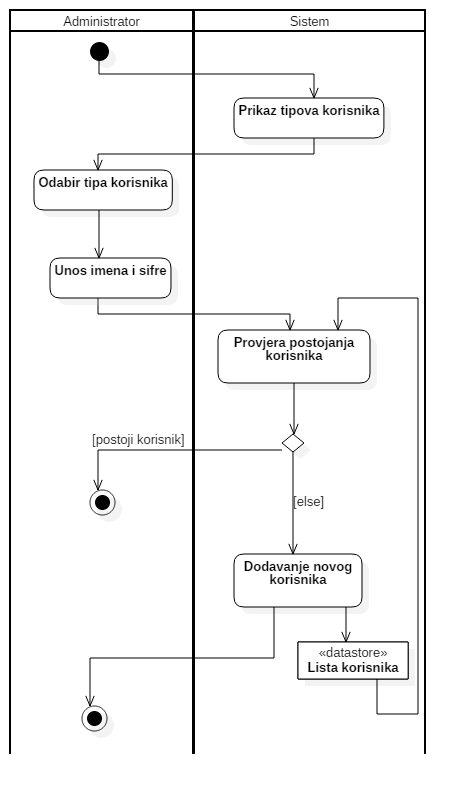 Administrator
Sistem
Prikaz tipova korisnika
Odabir tipa korisnika
Unos imena i sifre
Provjera postojanja
korisnika
[postoji korisnik]
[else]
Dodavanje novog
korisnika
«datastore»
Lista korisnika